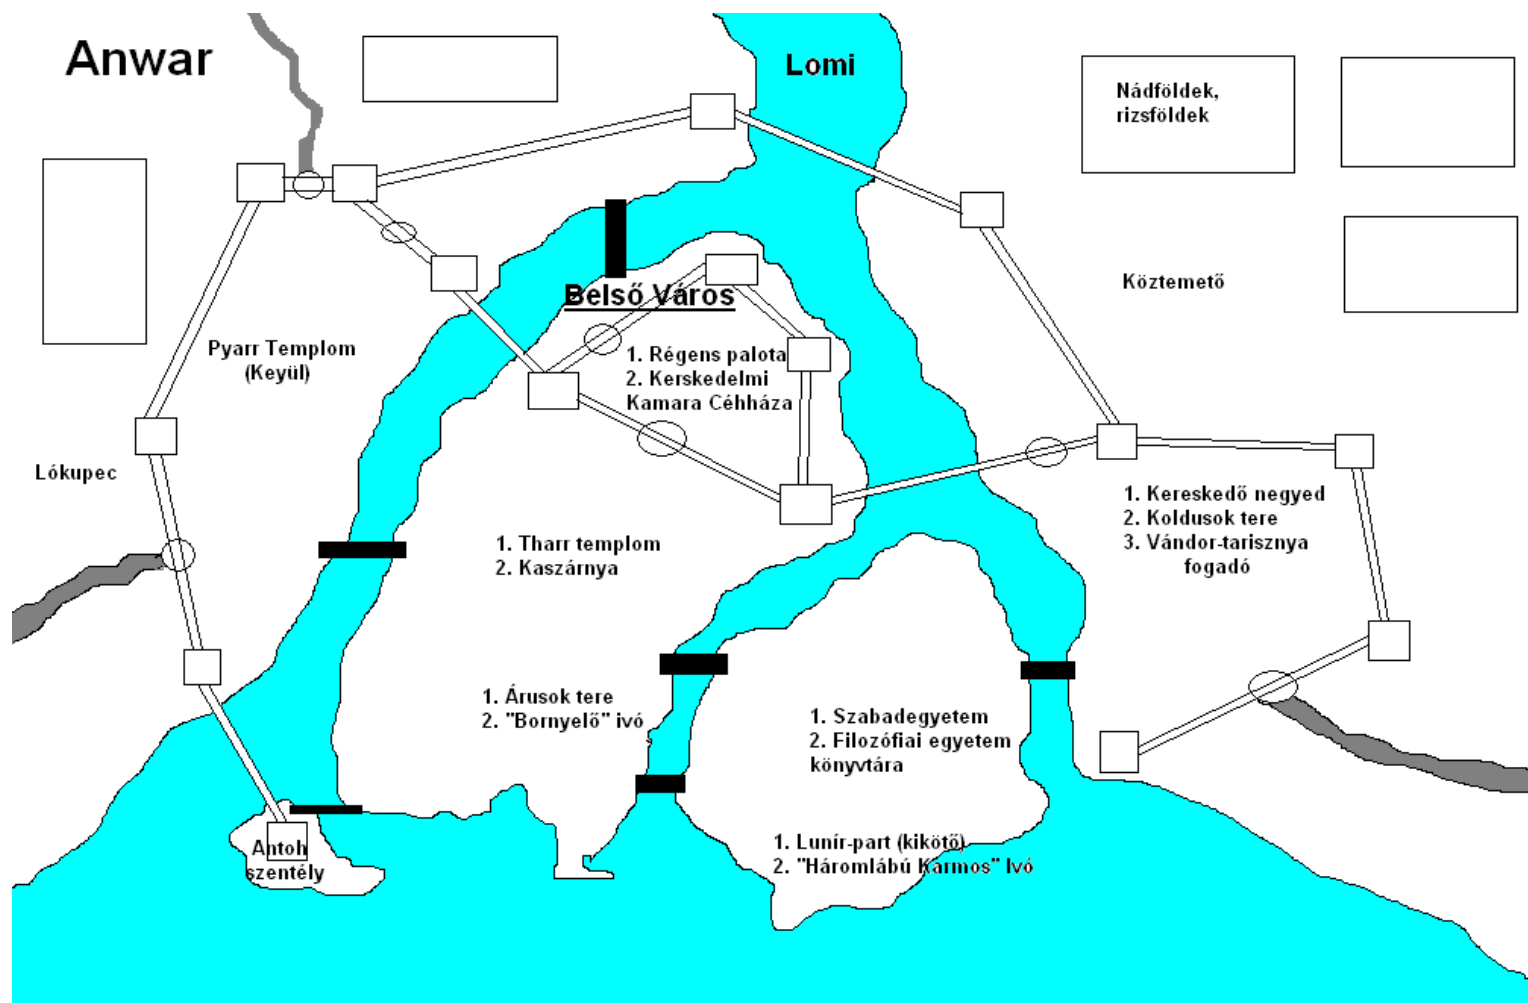 Anwar
Lomi
Nádföldek,
rizsföldek
Köztemető
Belső Város
Pyarr Templom
(Keyül)
1. Régens palota
2. Kerskedelmi
Kamara Céhháza
Lókupec
1. Kereskedő negyed
2. Koldusok tere
3. Vándor-tarisznya
fogadó
1. Tharr templom
2. Kaszárnya
1. Árusok tere
2. "Bornyelő" ivó
1. Szabadegyetem
2. Filozófiai egyetem
könyvtára
Antoh
szentély
1. Lunír-part (kikötő)
2. "Háromlábú Karmos" Ivó